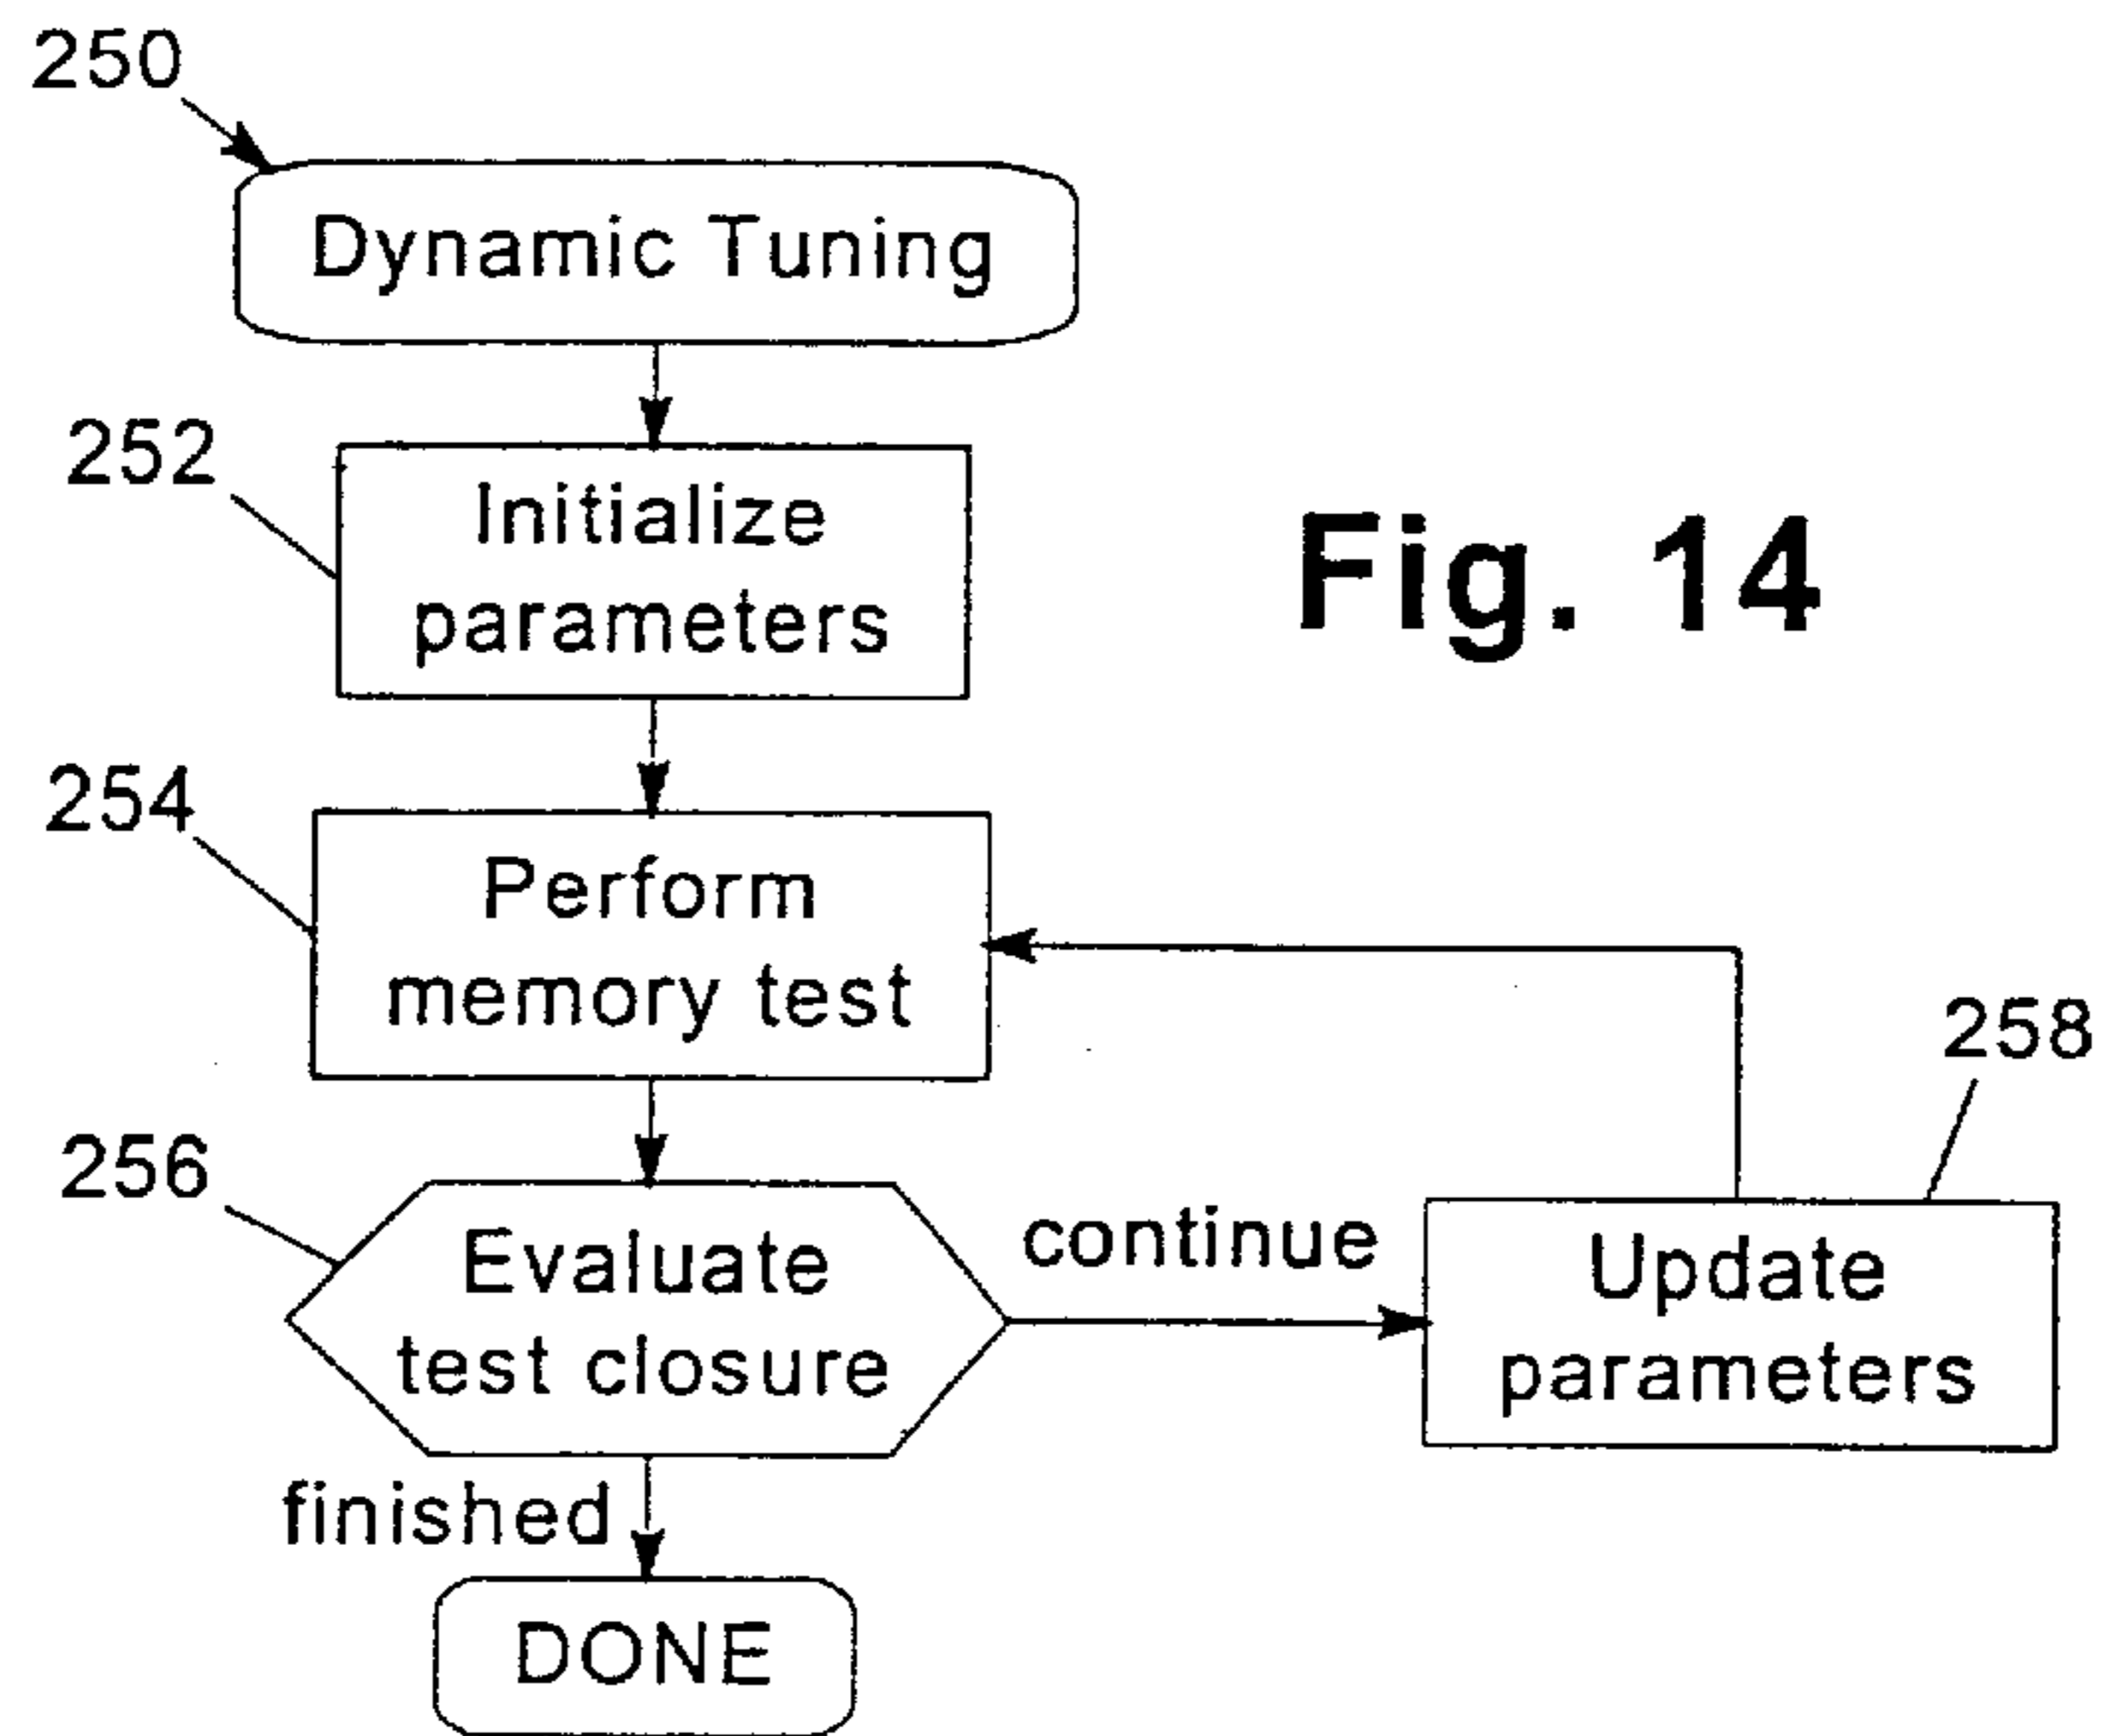 250
Dynamic Tuning
252
Initialize
parameters
Fig. 14
254
Perform
memory test
258
256
Evaluate
test closure
continue
Update
parameters
finished
DONE